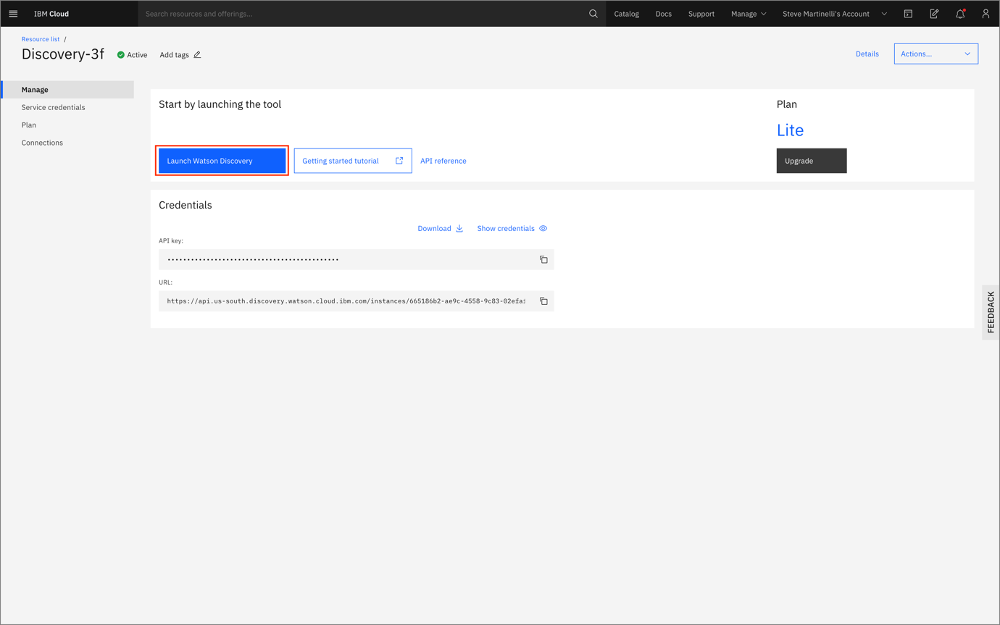 IBM Cloud
Search resources and offerings...
Catalog
Docs
Support
Manage
Steve Martinelli's Account
Resource list /
Discovery-3f
Active
Add tags
Details
Actions...
Manage
Service credentials
Plan
Connections
Start by launching the tool
Launch Watson Discovery
Getting started tutorial
API reference
Plan
Lite
Upgrade
Credentials
Download
Show credentials
API key:
••••••••••••••••••••••••••••••••••••••••••••
URL:
https://api.us-south.discovery.watson.cloud.ibm.com/instances/665186b2-ae9c-4558-9c83-02efa
FEEDBACK